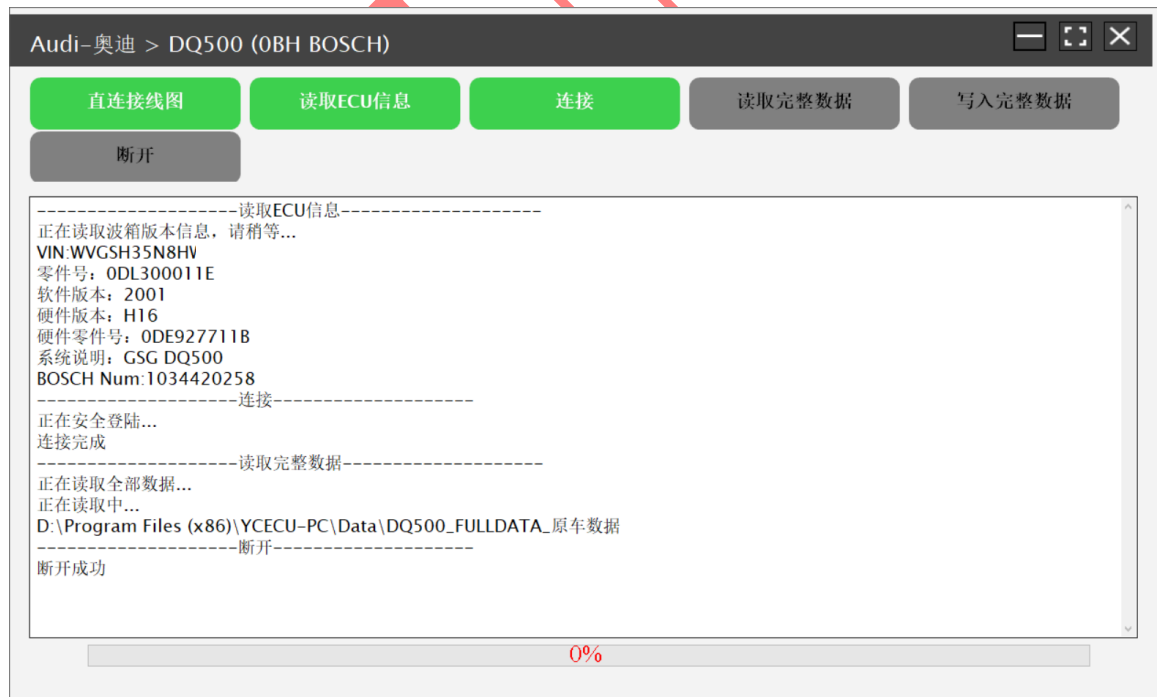 Audi-奥迪 > DQ500 (0BH BOSCH)
直连接线图 读取ECU信息 连接 读取完整数据 写入完整数据
断开
--------------------读取ECU信息--------------------
正在读取波箱版本信息，请稍等...
VIN:WVGSH35N8H
零件号：0DL300011E
软件版本：2001
硬件版本：H16
硬件零件号：0DE927711B
系统说明：GSG DQ500
BOSCH Num:1034420258
--------------------连接--------------------
正在安全登陆...
连接完成
--------------------读取完整数据--------------------
正在读取全部数据...
正在读取中...
D:\Program Files (x86)\YCECU-PC\Data\DQ500_FULLDATA_原车数据
--------------------断开--------------------
断开成功
0%